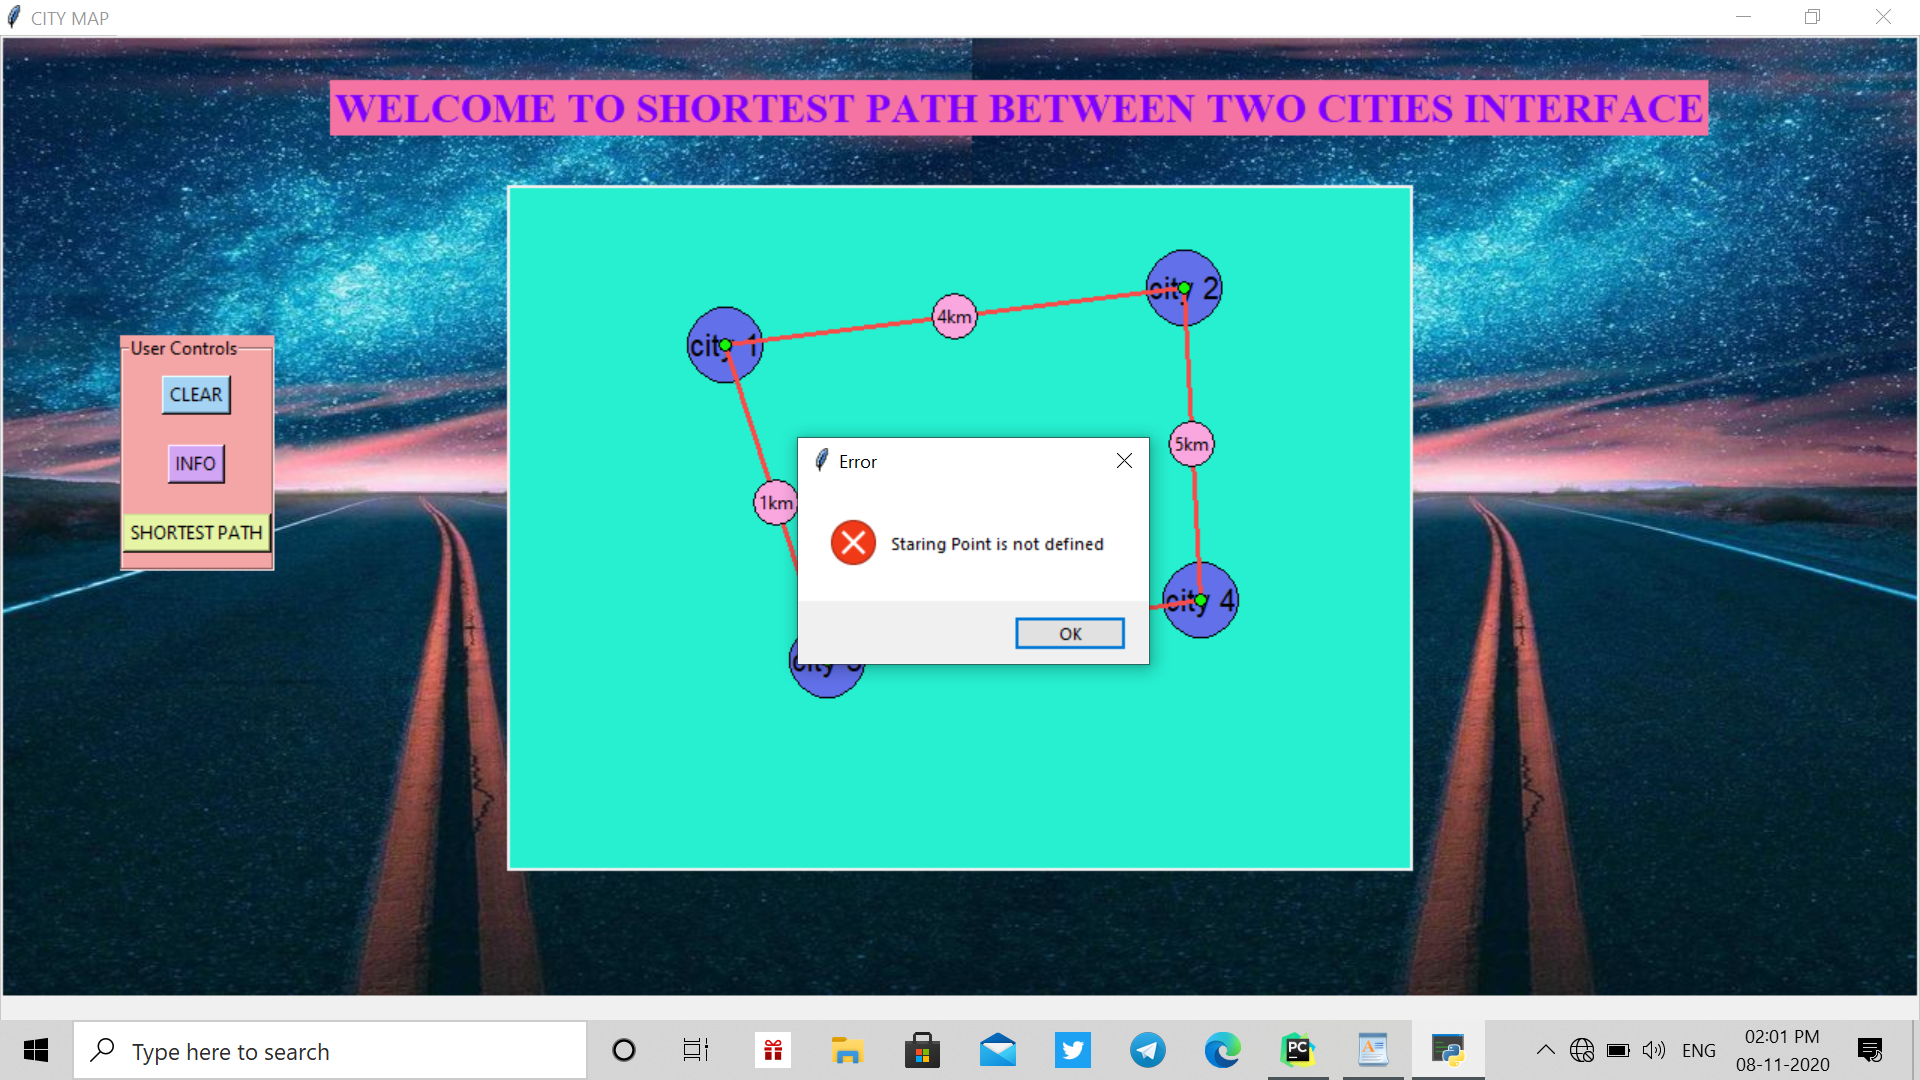 CITY MAP
WELCOME TO SHORTEST PATH BETWEEN TWO CITIES INTERFACE
city 2
4km
city 1
User Controls
CLEAR
5km
Error
INFO
1km
SHORTEST PATH
Staring Point is not defined
city 4
OK
city
Type here to search
PC
ENG
02:01 PM
08-11-2020